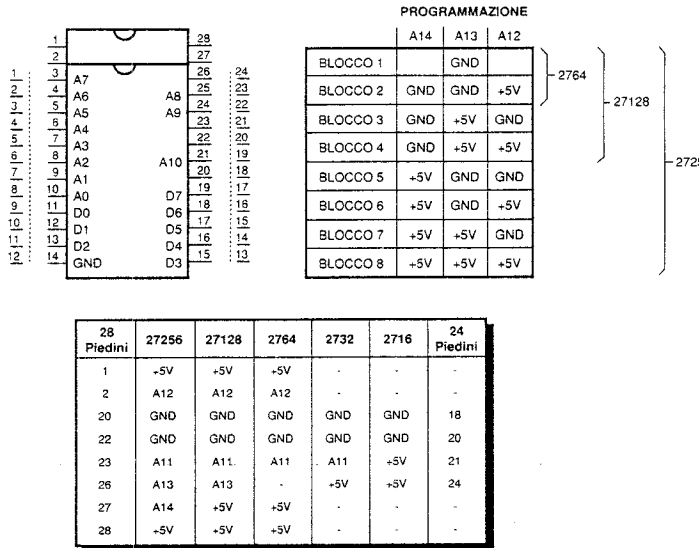 PROGRAMMAZIONE
A14 A13 A12
BLOCCO 1 GND
BLOCCO 2 GND GND +5V
BLOCCO 3 GND +5V GND
BLOCCO 4 GND +5V +5V
BLOCCO 5 +5V GND GND
BLOCCO 6 +5V GND +5V
BLOCCO 7 +5V +5V GND
BLOCCO 8 +5V +5V +5V
2764
27128
1 28
2 27
1 3 A7 26 24
2 4 A6 A8 25 23
3 5 A5 A9 24 22
4 6 A4 23 21
5 7 A3 22 20
6 8 A2 A10 21 19
7 9 A1 20 18
8 10 A0 D7 19 17
9 11 D0 D6 18 16
10 12 D1 D5 17 15
11 13 D2 D4 16 14
12 14 GND D3 15 13
28 Piedini 27256 27128 2764 2732 2716 24 Piedini
1 +5V +5V +5V - - -
2 A12 A12 A12 - - -
20 GND GND GND GND GND 18
22 GND GND GND GND GND 20
23 A11 A11 A11 A11 +5V 21
26 A13 A13 - +5V +5V 24
27 A14 +5V +5V - - -
28 +5V +5V +5V - - -